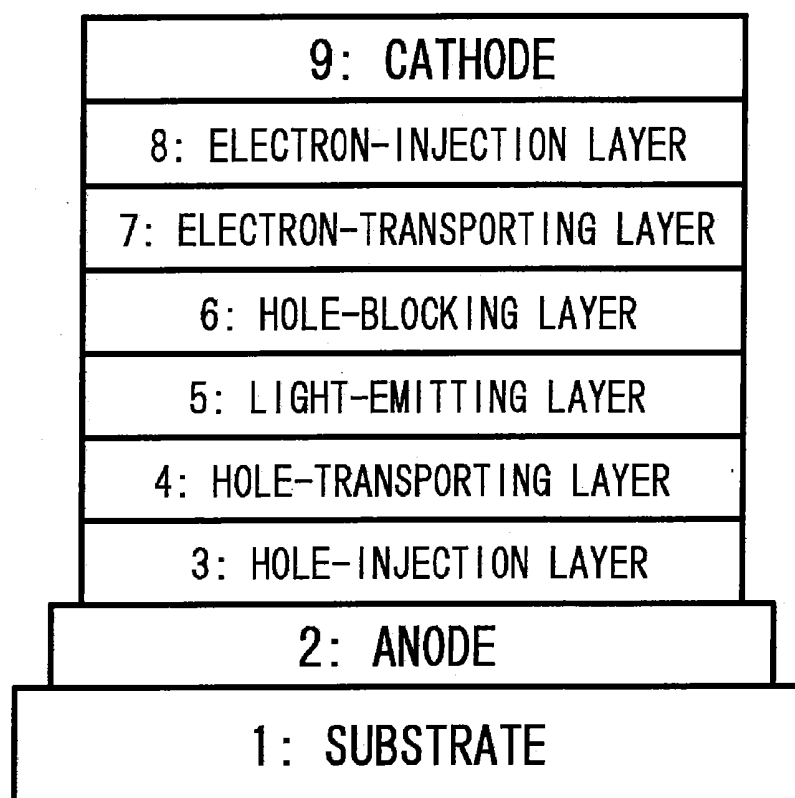 9: CATHODE
8: ELECTRON-INJECTION LAYER
7: ELECTRON-TRANSPORTING LAYER
6: HOLE-BLOCKING LAYER
5: LIGHT-EMITTING LAYER
4: HOLE-TRANSPORTING LAYER
3: HOLE-INJECTION LAYER
2: ANODE
1: SUBSTRATE